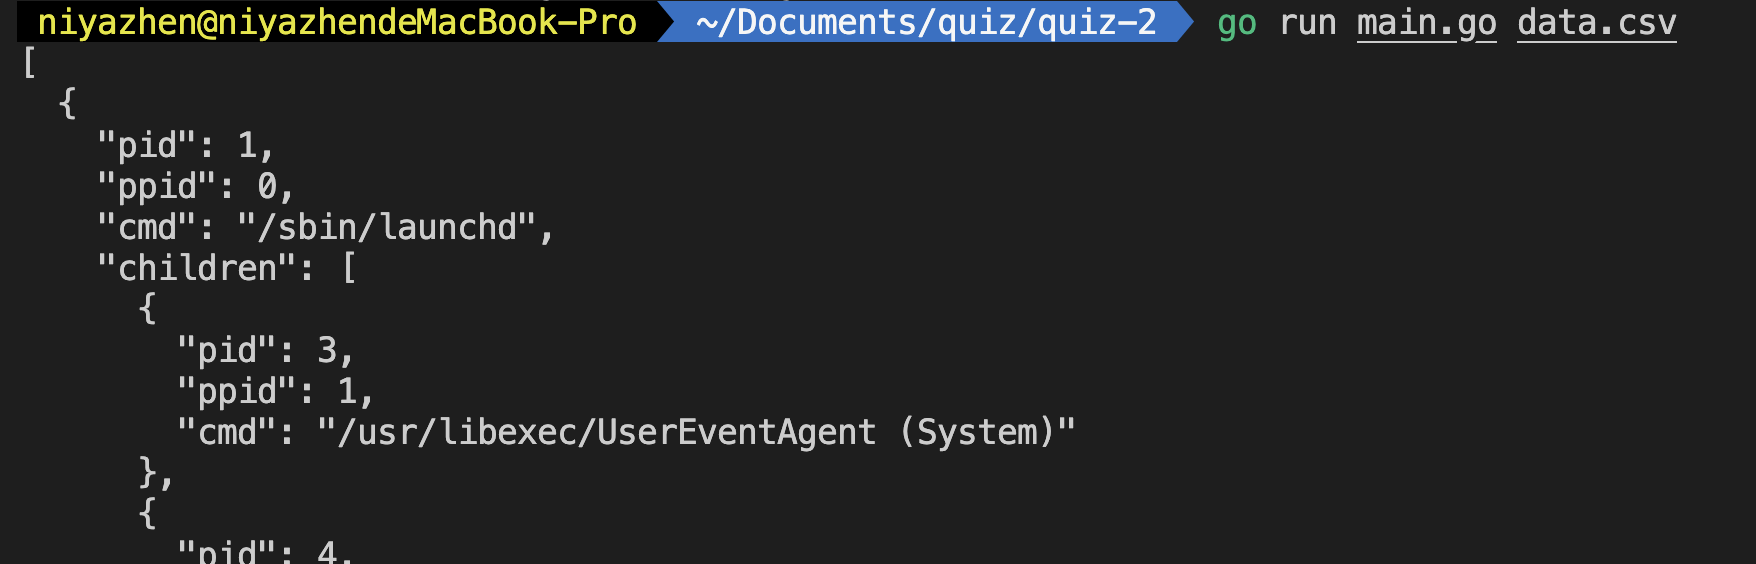 niyazhen@niyazhendeMacBook-Pro ~/Documents/quiz/quiz-2 go run main.go data.csv
[
  {
    "pid": 1,
    "ppid": 0,
    "cmd": "/sbin/launchd",
    "children": [
      {
        "pid": 3,
        "ppid": 1,
        "cmd": "/usr/libexec/UserEventAgent (System)"
      },
      {
        "pid": 4,